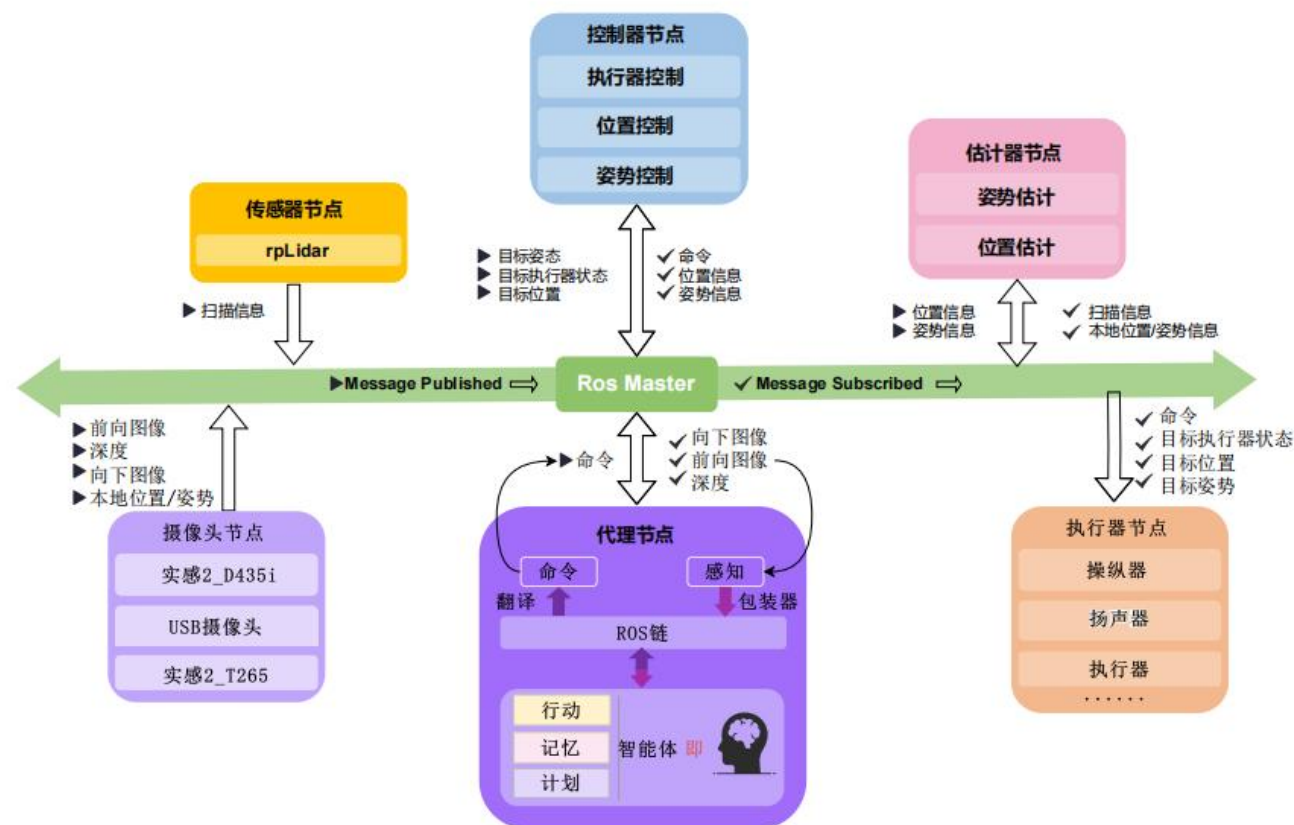 控制器节点
执行器控制
位置控制
姿势控制
估计器节点
姿势估计
位置估计
传感器节点
rpLidar
▶目标姿态
▶目标执行器状态
▶目标位置
✓命令
✓位置信息
✓姿势信息
▶扫描信息
▶位置信息
▶姿势信息
✓扫描信息
✓本地位置/姿势信息
▶Message Published
Ros Master
✓Message Subscribed
▶前向图像
▶深度
▶向下图像
▶本地位置/姿势
▶命令
✓向下图像
✓前向图像
✓深度
✓命令
✓目标执行器状态
✓目标位置
✓目标姿势
摄像头节点
实感2_D435i
USB摄像头
实感2_T265
代理节点
命令
感知
翻译
包装器
ROS链
行动
记忆
计划
智能体 即
执行器节点
操纵器
扬声器
执行器
······